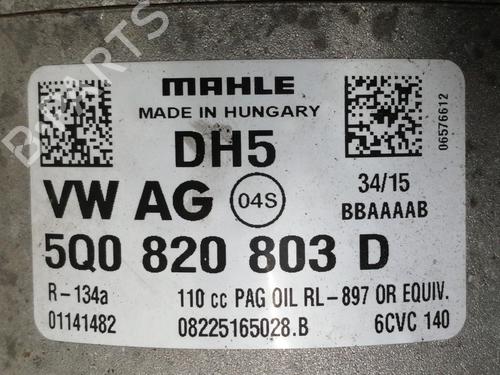 MAHLE
MADE IN HUNGARY
DH5
06576612
VW AG 04S 34/15
BBAAAAB
5Q0 820 803 D
R-134a 110 cc PAG OIL RL-897 OR EQUIV.
01141482 08225165028.B 6CVC 140
B-PARTS